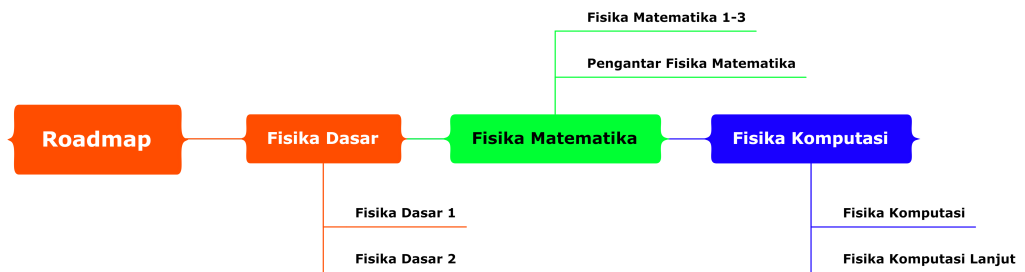 Fisika Matematika 1-3
Pengantar Fisika Matematika
Roadmap
Fisika Dasar
Fisika Matematika
Fisika Komputasi
Fisika Dasar 1
Fisika Komputasi
Fisika Dasar 2
Fisika Komputasi Lanjut